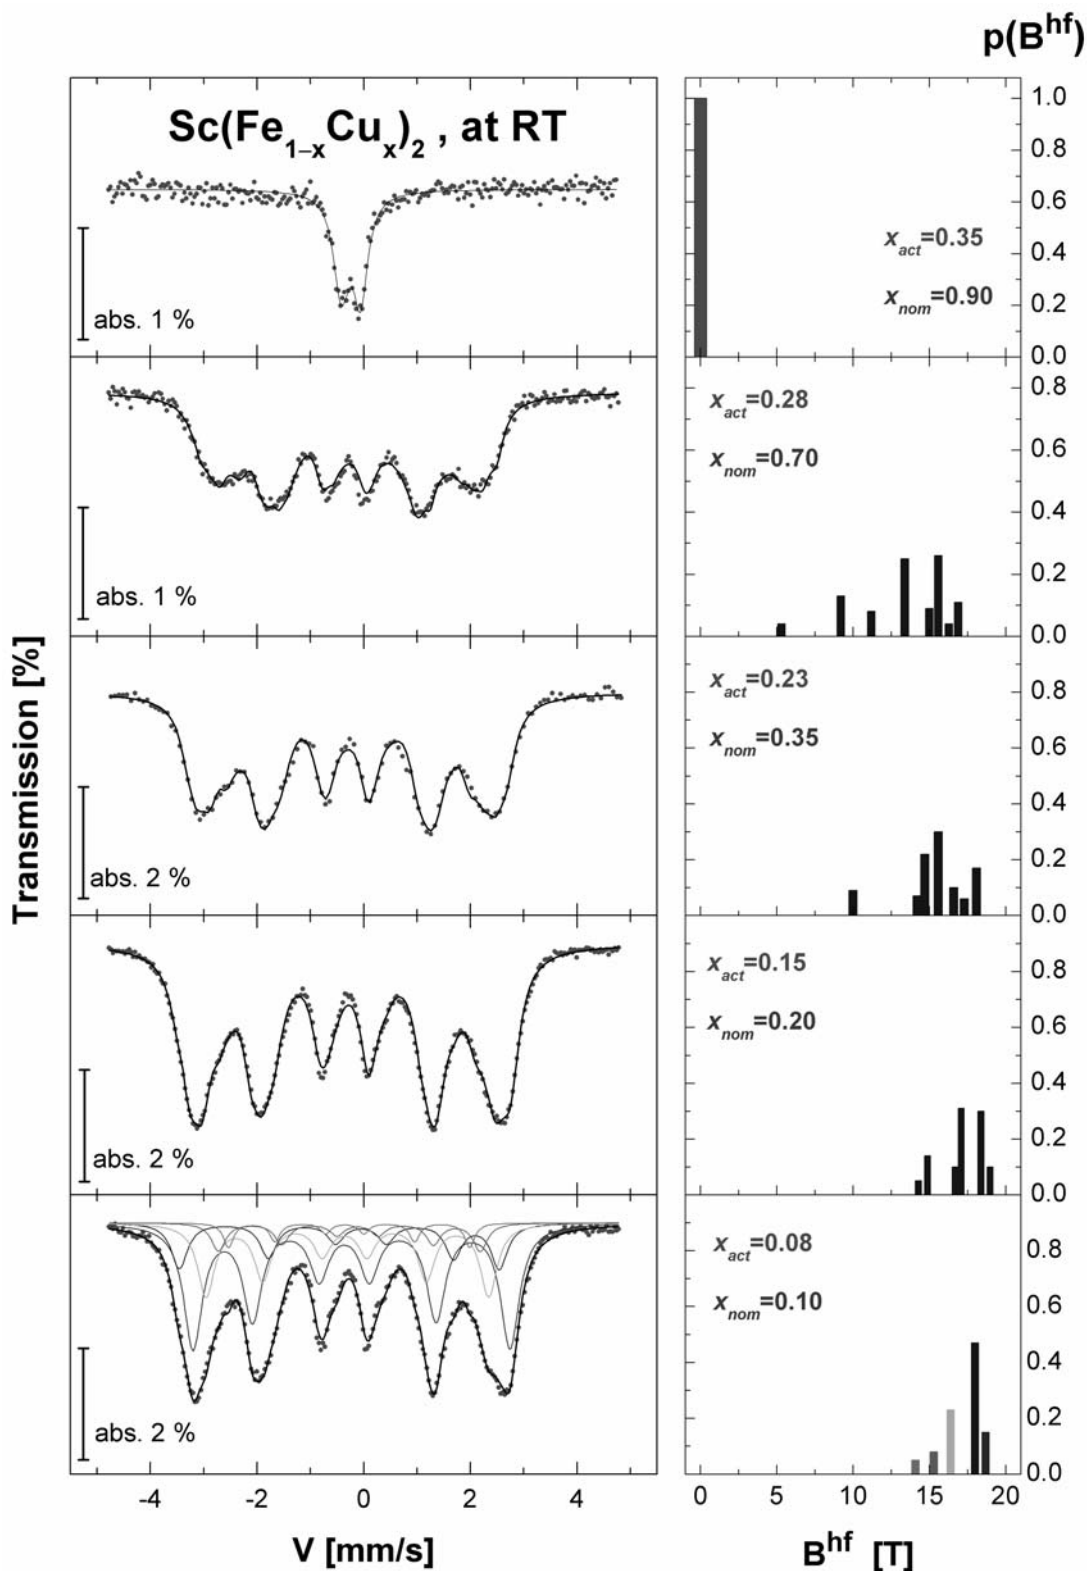 p(B^hf)
Sc(Fe_1–xCu_x)_2 , at RT
abs. 1 %
1.0
0.8
0.6
0.4
0.2
0.0
x_act=0.35
x_nom=0.90
abs. 1 %
0.8
0.6
0.4
0.2
0.0
x_act=0.28
x_nom=0.70
Transmission [%]
abs. 2 %
0.8
0.6
0.4
0.2
0.0
x_act=0.23
x_nom=0.35
abs. 2 %
0.8
0.6
0.4
0.2
0.0
x_act=0.15
x_nom=0.20
abs. 2 %
0.8
0.6
0.4
0.2
0.0
x_act=0.08
x_nom=0.10
-4 -2 0 2 4
0 5 10 15 20
V [mm/s]
B^hf [T]